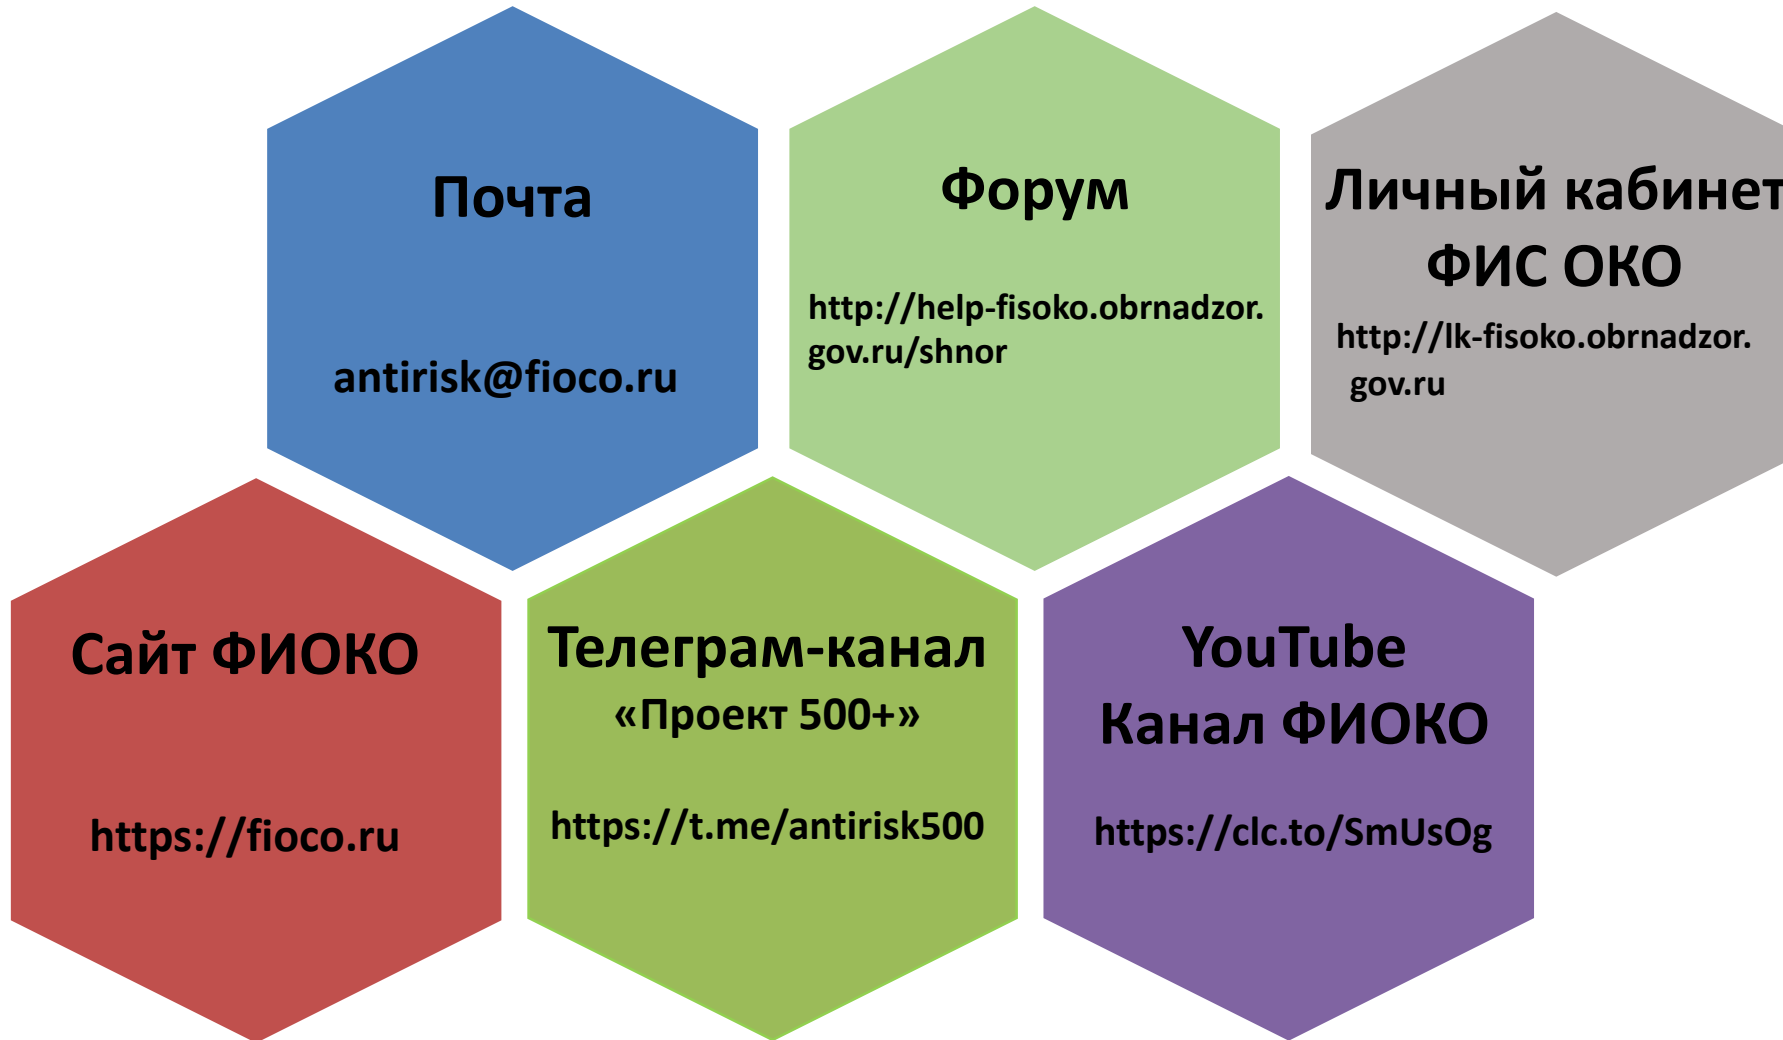 Почта
antirisk@fioco.ru
Форум
http://help-fisoko.obrnadzor.
gov.ru/shnor
Личный кабинет
ФИС ОКО
http://lk-fisoko.obrnadzor.
gov.ru
Сайт ФИОКО
https://fioco.ru
Телеграм-канал
«Проект 500+»
https://t.me/antirisk500
YouTube
Канал ФИОКО
https://clc.to/SmUsOg